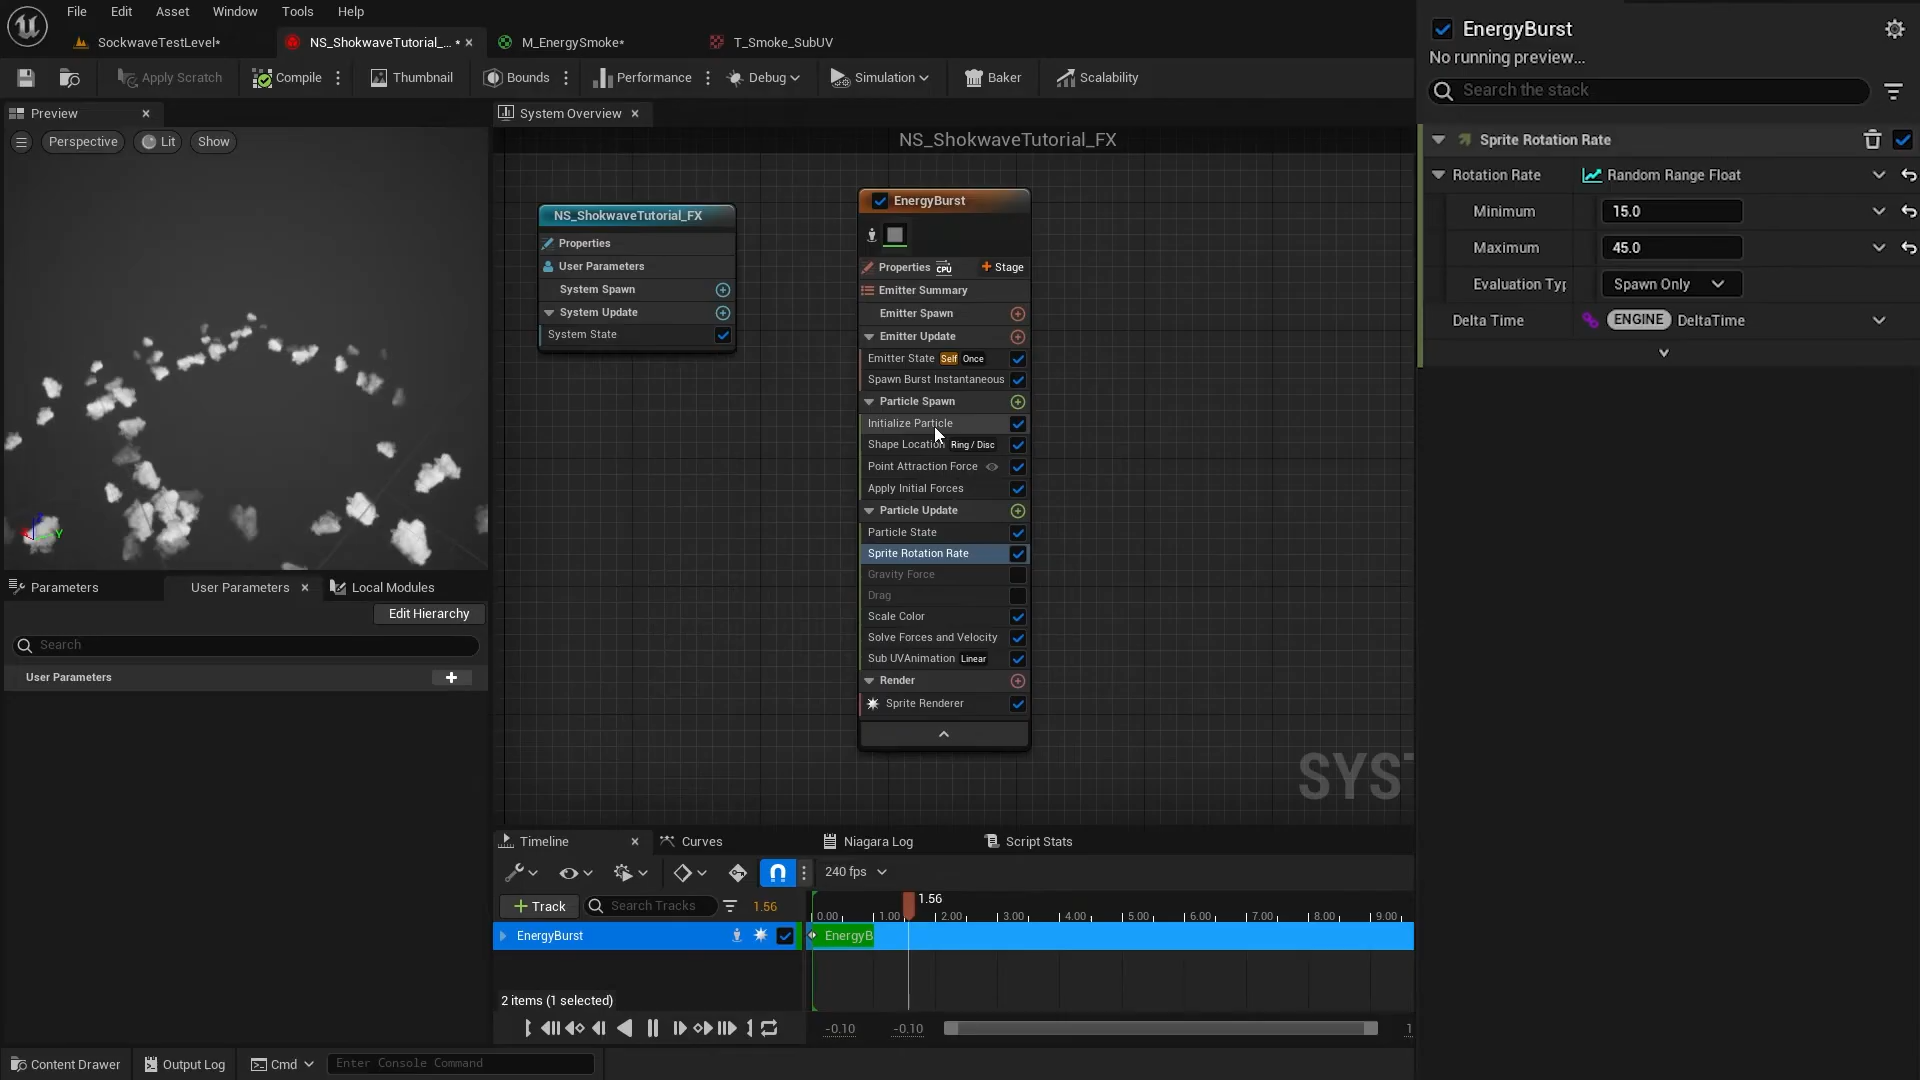 File Edit Asset Window Tools Help
SockwaveTestLevel*
NS_ShokwaveTutorial_... *
M_EnergySmoke*
T_Smoke_SubUV
Apply Scratch
Compile
Thumbnail
Bounds
Performance
Debug
Simulation
Baker
Scalability
Preview
Perspective
Lit
Show
Y
Parameters
User Parameters
Local Modules
Edit Hierarchy
Search
User Parameters
System Overview
NS_ShokwaveTutorial_FX
NS_ShokwaveTutorial_FX
Properties
User Parameters
System Spawn
System Update
System State
EnergyBurst
Properties CPU + Stage
Emitter Summary
Emitter Spawn
Emitter Update
Emitter State Self Once
Spawn Burst Instantaneous
Particle Spawn
Initialize Particle
Shape Location Ring / Disc
Point Attraction Force
Apply Initial Forces
Particle Update
Particle State
Sprite Rotation Rate
Gravity Force
Drag
Scale Color
Solve Forces and Velocity
Sub UVAnimation Linear
Render
Sprite Renderer
SYST
Timeline
Curves
Niagara Log
Script Stats
240 fps
+ Track
Search Tracks
1.56
1.56
0.00 1.00 2.00 3.00 4.00 5.00 6.00 7.00 8.00 9.00
EnergyBurst
EnergyB
2 items (1 selected)
-0.10 -0.10 1
Content Drawer
Output Log
Cmd
Enter Console Command
EnergyBurst
No running preview...
Search the stack
Sprite Rotation Rate
Rotation Rate Random Range Float
Minimum 15.0
Maximum 45.0
Evaluation Typ Spawn Only
Delta Time ENGINE DeltaTime